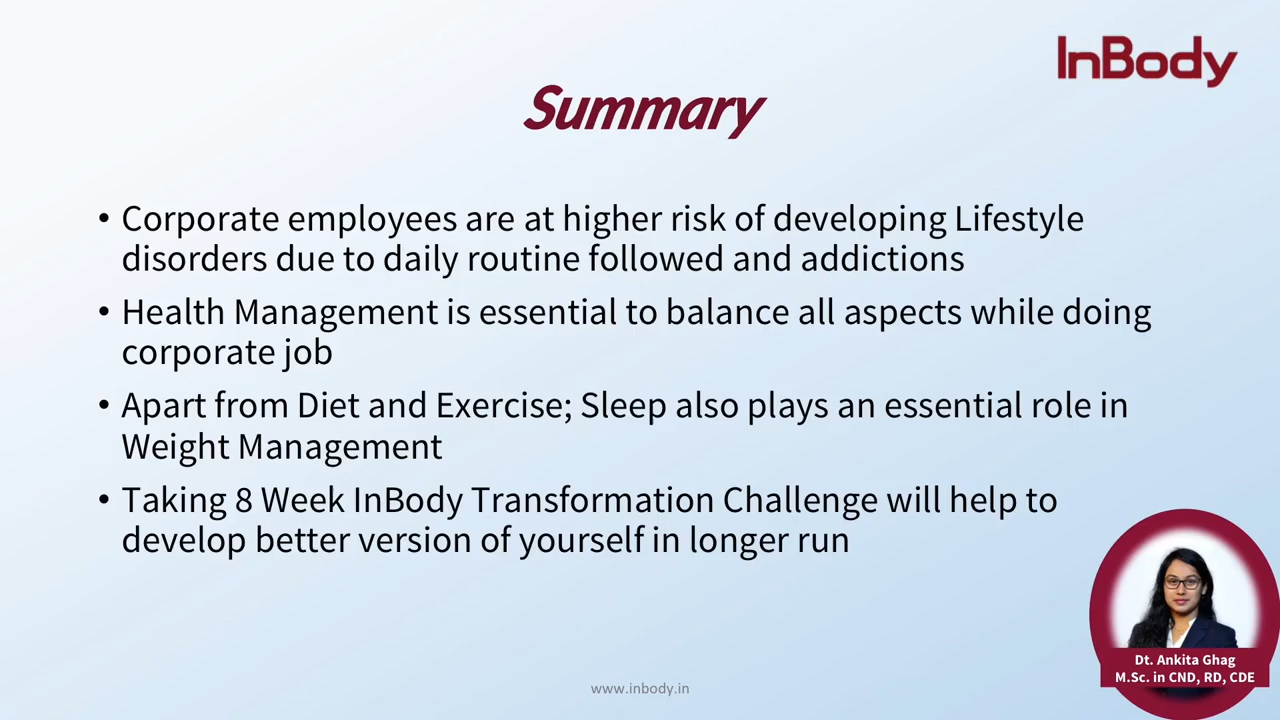 InBody
Summary
• Corporate employees are at higher risk of developing Lifestyle
disorders due to daily routine followed and addictions
• Health Management is essential to balance all aspects while doing
corporate job
• Apart from Diet and Exercise; Sleep also plays an essential role in
Weight Management
• Taking 8 Week InBody Transformation Challenge will help to
develop better version of yourself in longer run
Dt. Ankita Ghag
M.Sc. in CND, RD, CDE
www.inbody.in